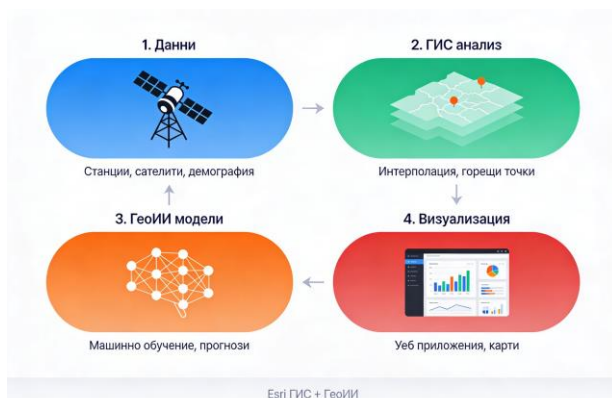 1. Данни
2. ГИС анализ
Станции, сателити, демография
Интерполация, горещи точки
3. ГеоИИ модели
4. Визуализация
Машинно обучение, прогнози
Уеб приложения, карти
Esri ГИС + ГеоИИ